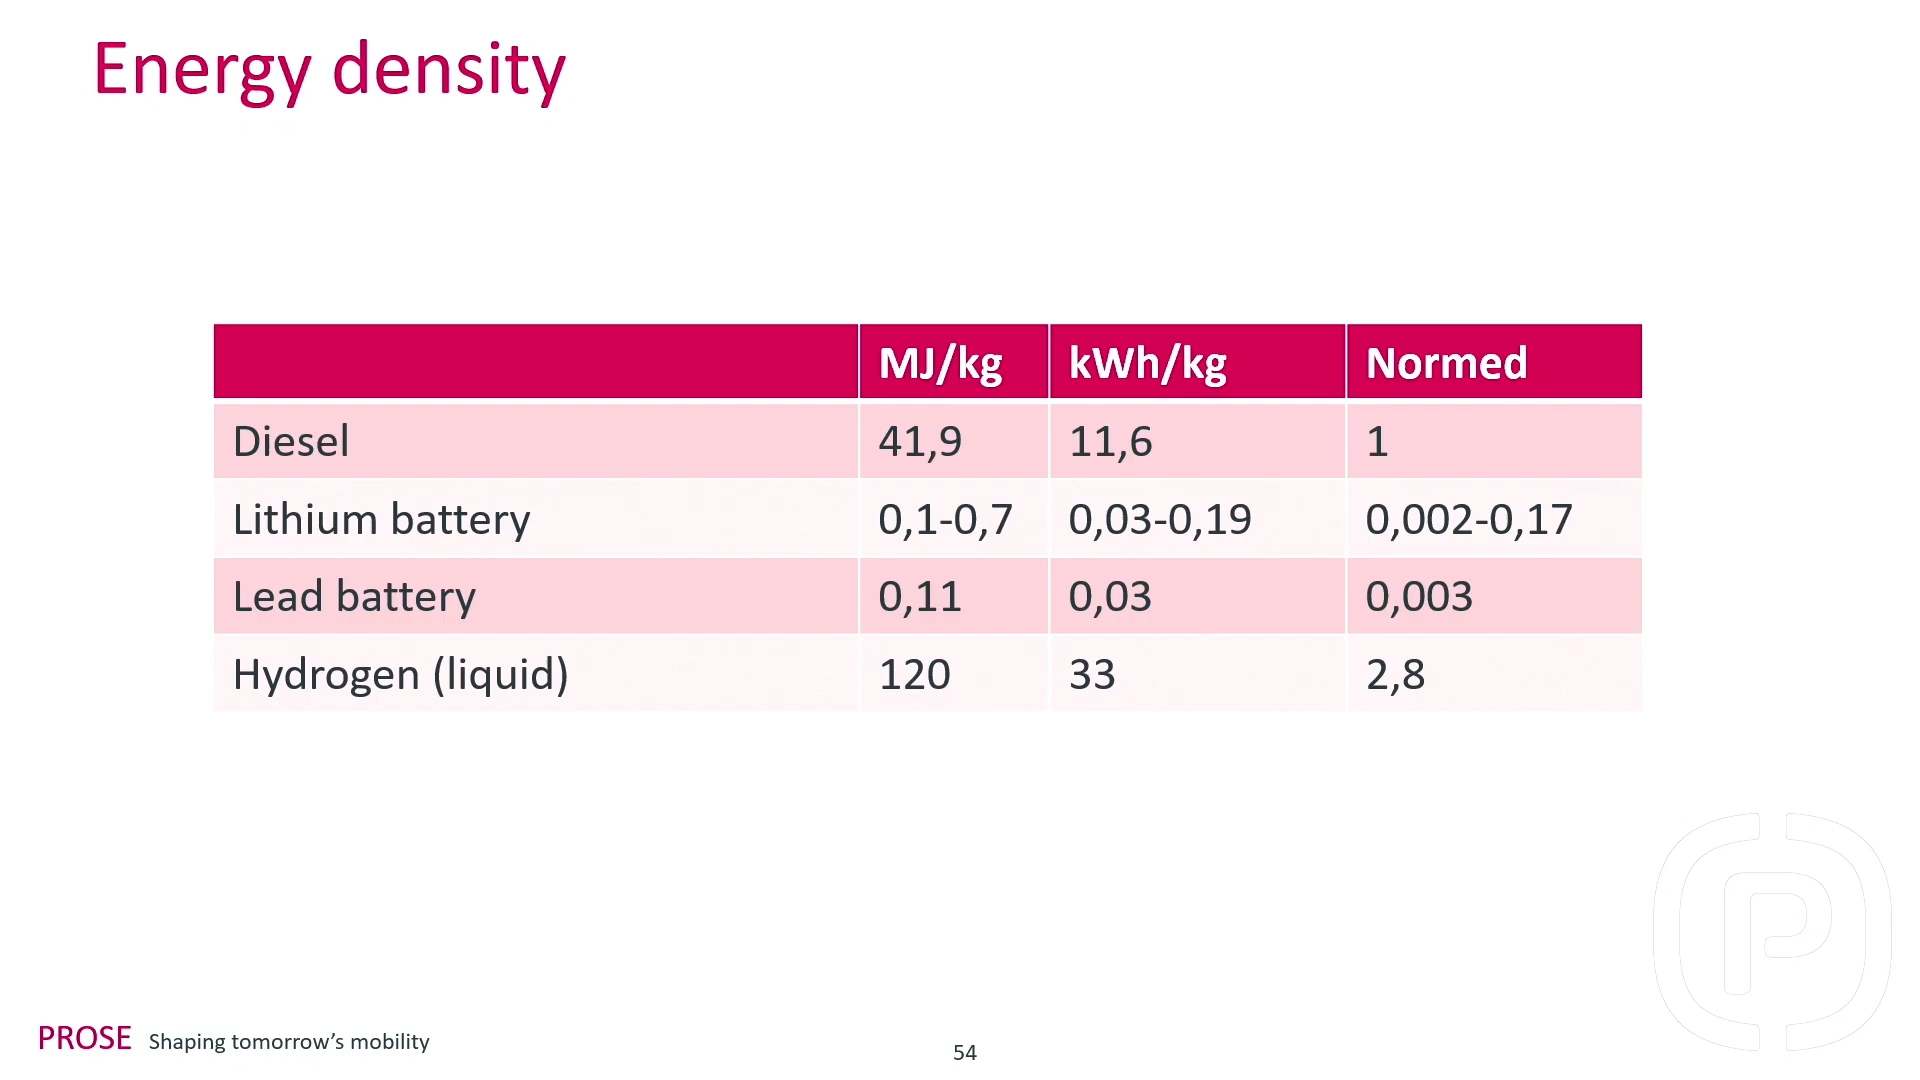 Energy density
MJ/kg kWh/kg Normed
Diesel 41,9 11,6 1
Lithium battery 0,1-0,7 0,03-0,19 0,002-0,17
Lead battery 0,11 0,03 0,003
Hydrogen (liquid) 120 33 2,8
PROSE Shaping tomorrow’s mobility
54